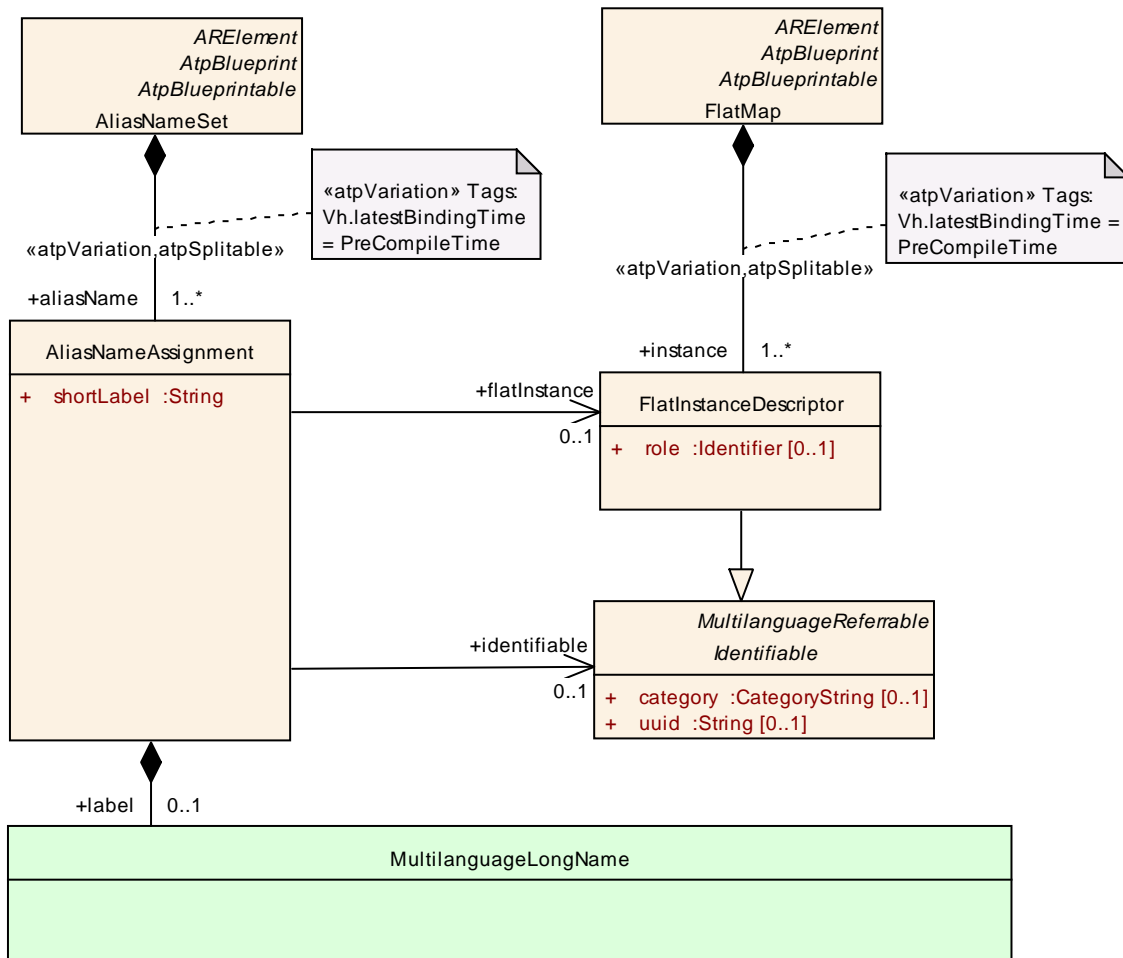 ARElement
AtpBlueprint
AtpBlueprintable
AliasNameSet
ARElement
AtpBlueprint
AtpBlueprintable
FlatMap
«atpVariation» Tags:
Vh.latestBindingTime
= PreCompileTime
«atpVariation» Tags:
Vh.latestBindingTime =
PreCompileTime
«atpVariation,atpSplitable»
«atpVariation,atpSplitable»
+aliasName 1..*
+instance 1..*
AliasNameAssignment
+ shortLabel :String
+flatInstance
0..1
FlatInstanceDescriptor
+ role :Identifier [0..1]
+identifiable
0..1
MultilanguageReferrable
Identifiable
+ category :CategoryString [0..1]
+ uuid :String [0..1]
+label 0..1
MultilanguageLongName